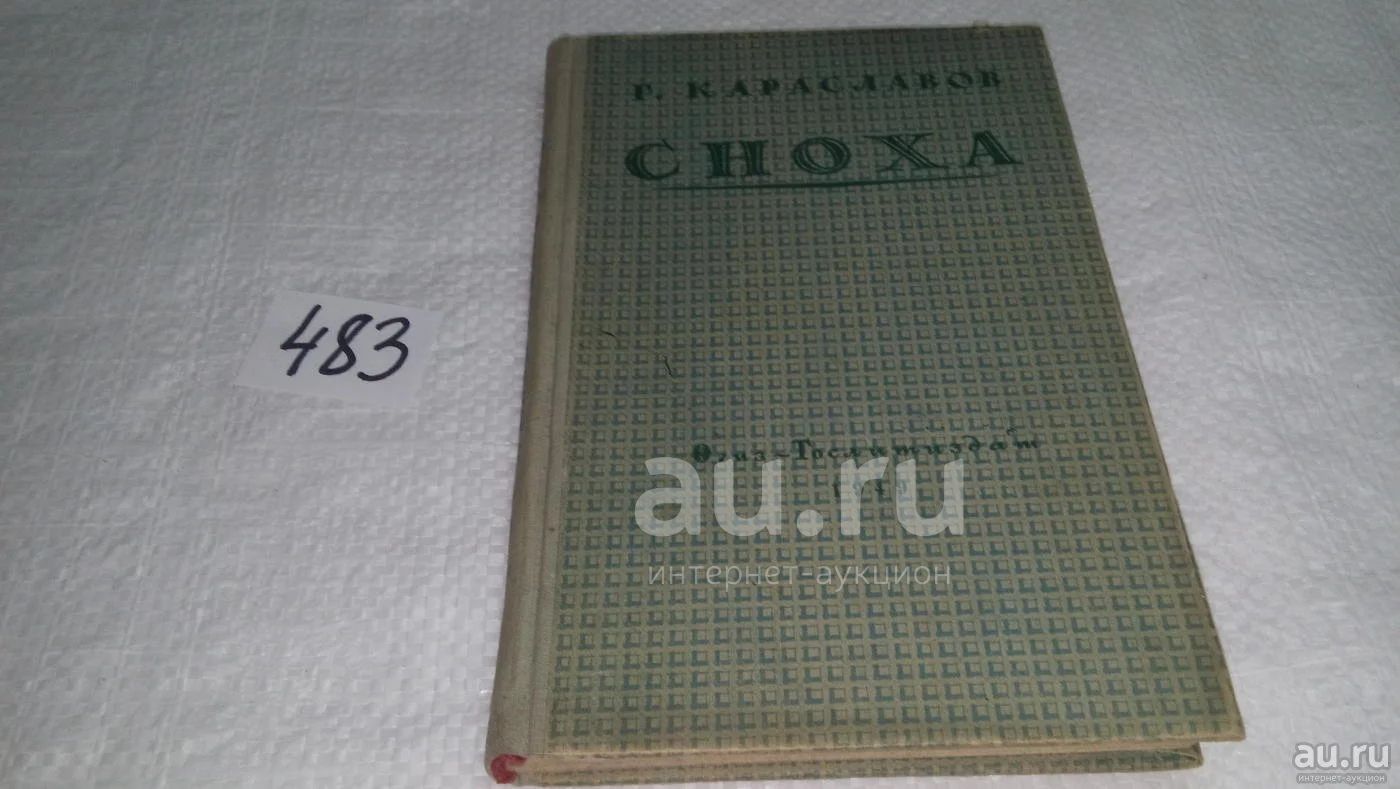 Г. КАРАСЛАВОВ
СНОХА
483
Огиз-Гослитиздат
au.ru
интернет-аукцион
au.ru
интернет-аукцион